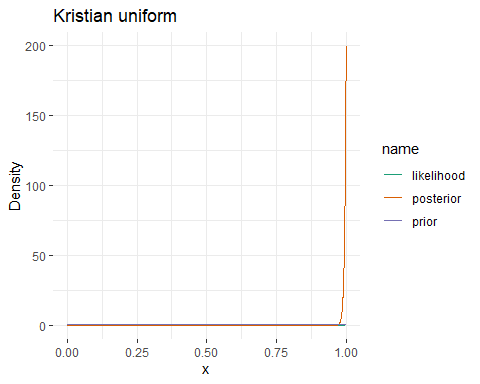 Kristian uniform
200
150
100
50
0
Density
0.00 0.25 0.50 0.75 1.00
x
name
likelihood
posterior
prior